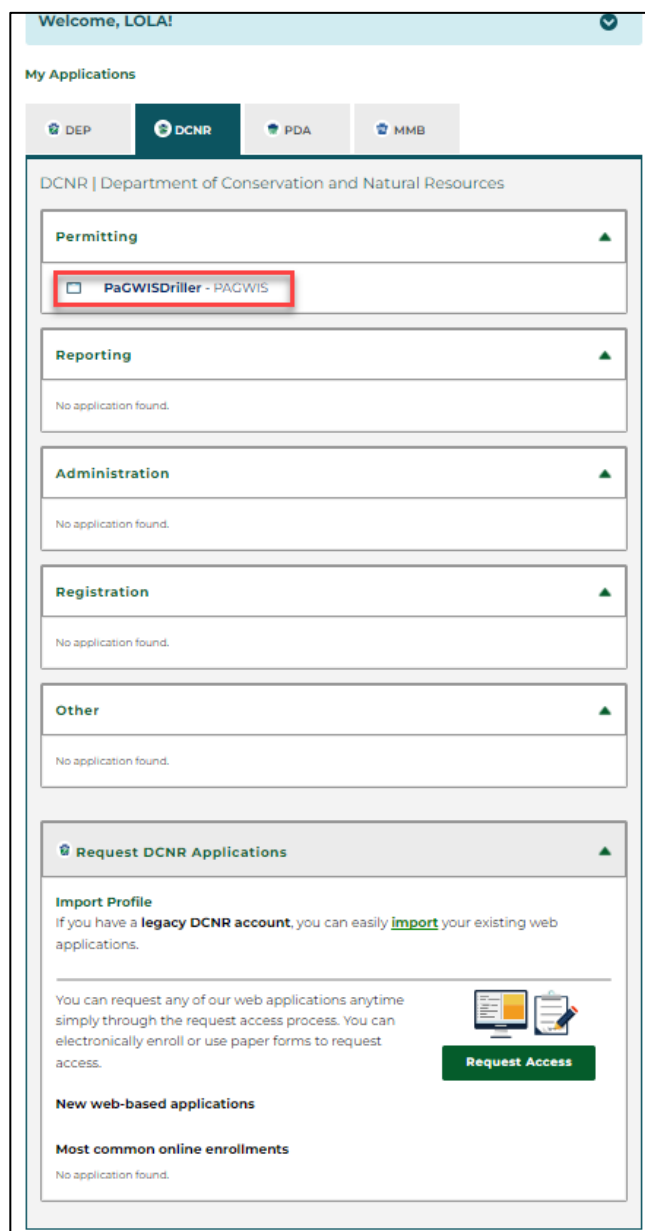 Welcome, LOLA!
My Applications
DEP
DCNR
PDA
MMB
DCNR | Department of Conservation and Natural Resources
Permitting
PaGWISDriller - PAGWIS
Reporting
No application found.
Administration
No application found.
Registration
No application found.
Other
No application found.
Request DCNR Applications
Import Profile
If you have a legacy DCNR account, you can easily import your existing web
applications.
You can request any of our web applications anytime
simply through the request access process. You can
electronically enroll or use paper forms to request
access.
Request Access
New web-based applications
Most common online enrollments
No application found.